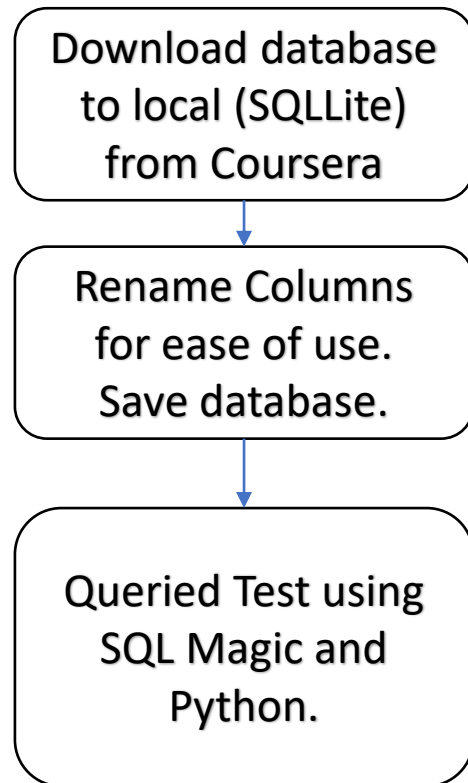 Download database
to local (SQLLite)
from Coursera
Rename Columns
for ease of use.
Save database.
Queried Test using
SQL Magic and
Python.